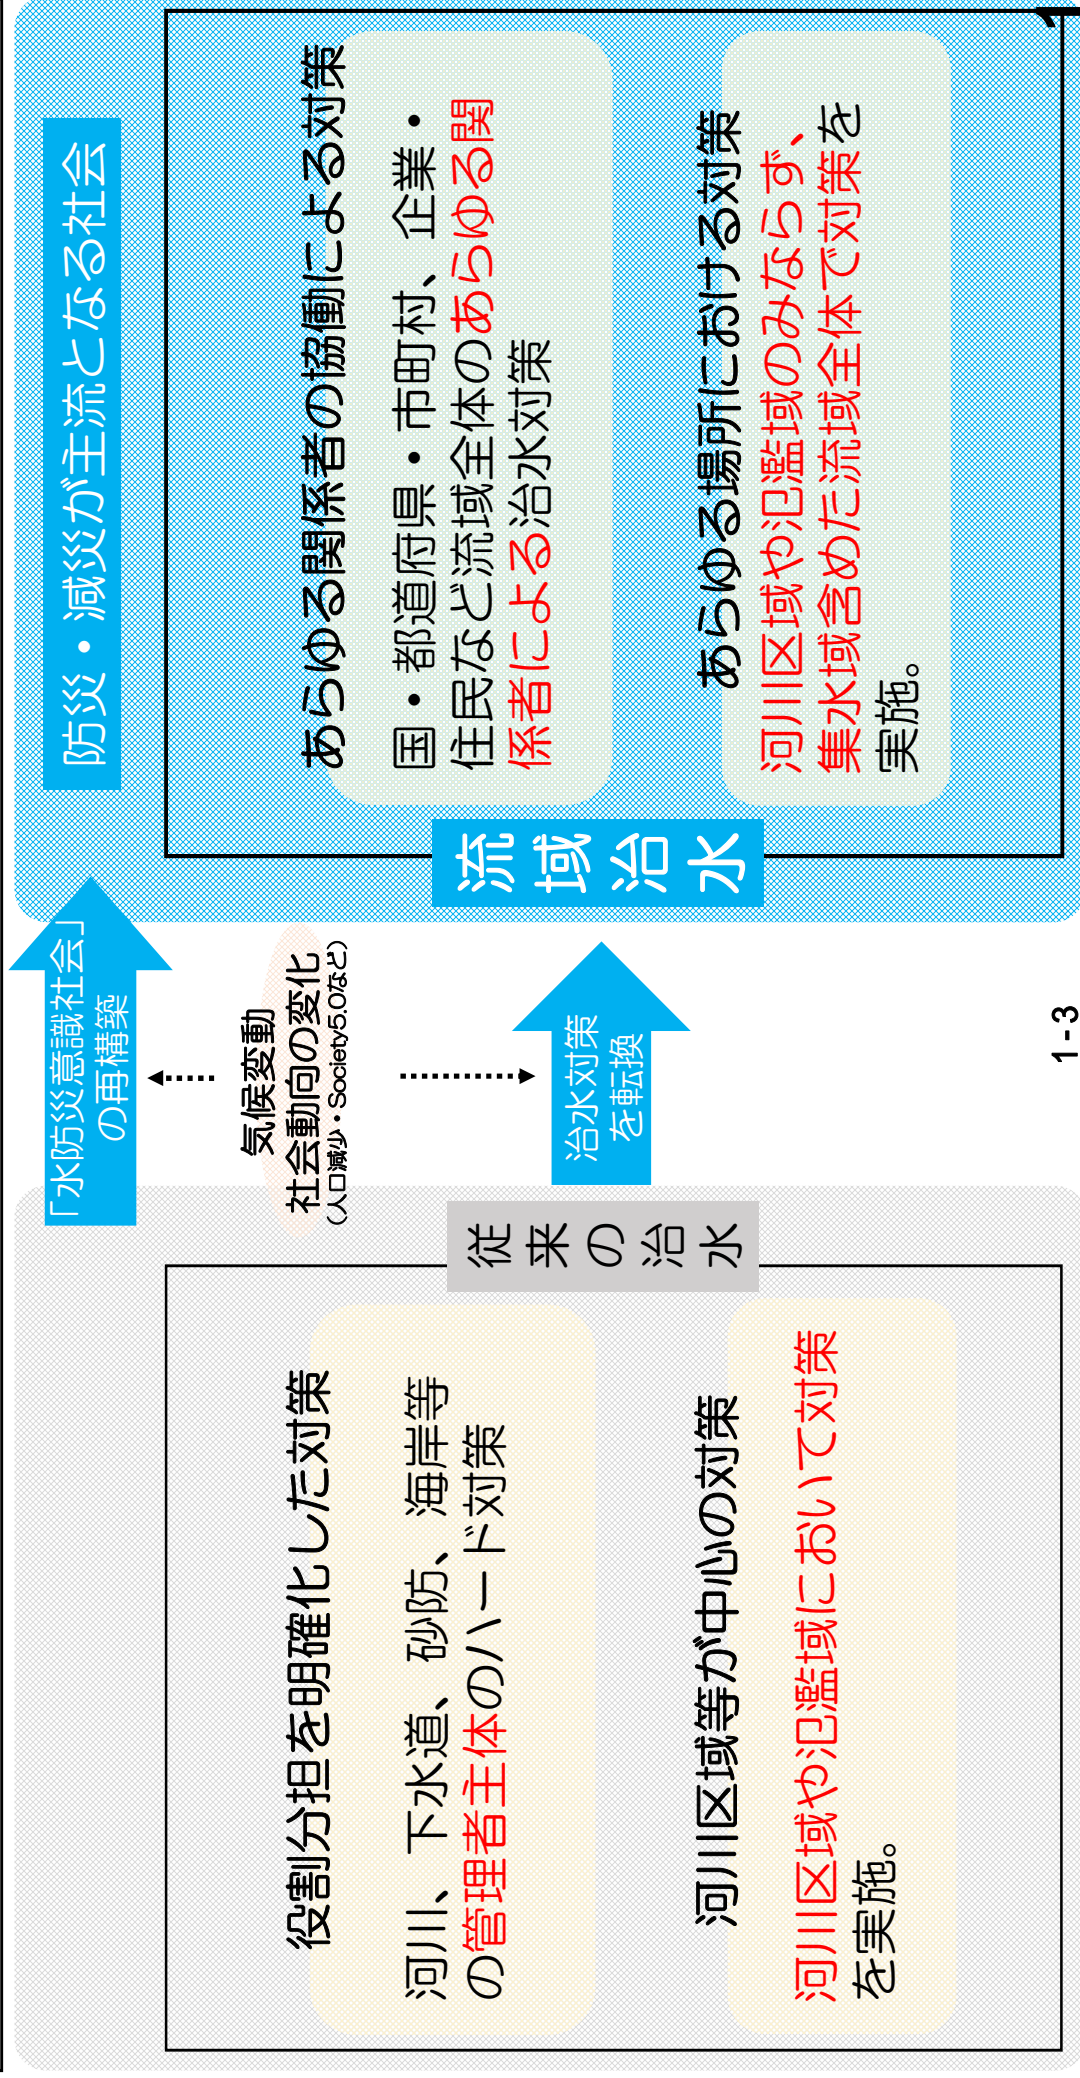 従来の治水
役割分担を明確化した対策
河川、下水道、砂防、海岸等
の管理者主体のハード対策
河川区域等が中心の対策
河川区域や氾濫域において対策
を実施。
「水防災意識社会」
の再構築
気候変動
社会動向の変化
（人口減少・Society5.0など）
治水対策
を転換
防災・減災が主流となる社会
流域治水
あらゆる関係者の協働による対策
国・都道府県・市町村、企業・
住民など流域全体のあらゆる関
係者による治水対策
あらゆる場所における対策
河川区域や氾濫域のみならず、
集水域含めた流域全体で対策を
実施。
1-3
1